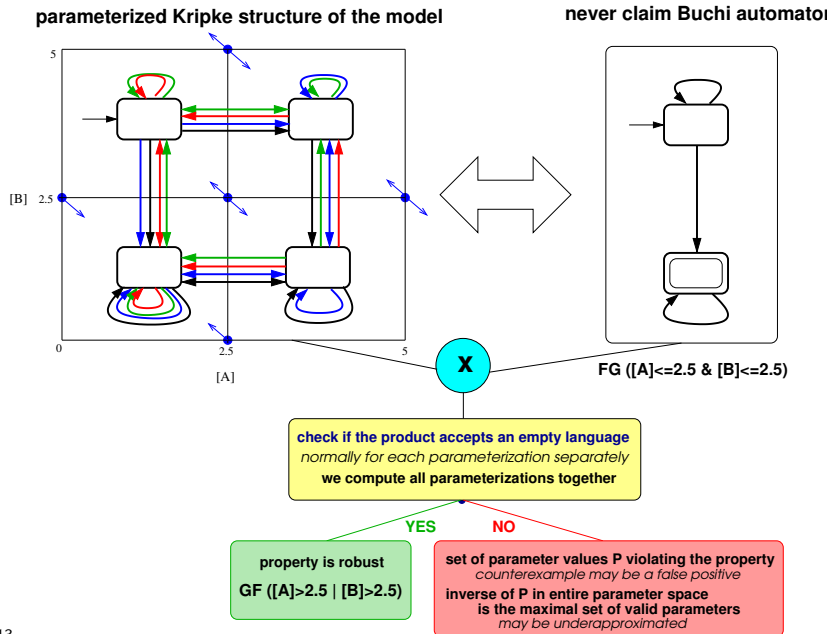 parameterized Kripke structure of the model
never claim Buchi automaton
5
[B]
2.5
0
2.5
5
[A]
X
FG ([A]<=2.5 & [B]<=2.5)
check if the product accepts an empty language
normally for each parameterization separately
we compute all parameterizations together
YES
NO
property is robust
GF ([A]>2.5 | [B]>2.5)
set of parameter values P violating the property
counterexample may be a false positive
inverse of P in entire parameter space
is the maximal set of valid parameters
may be underapproximated